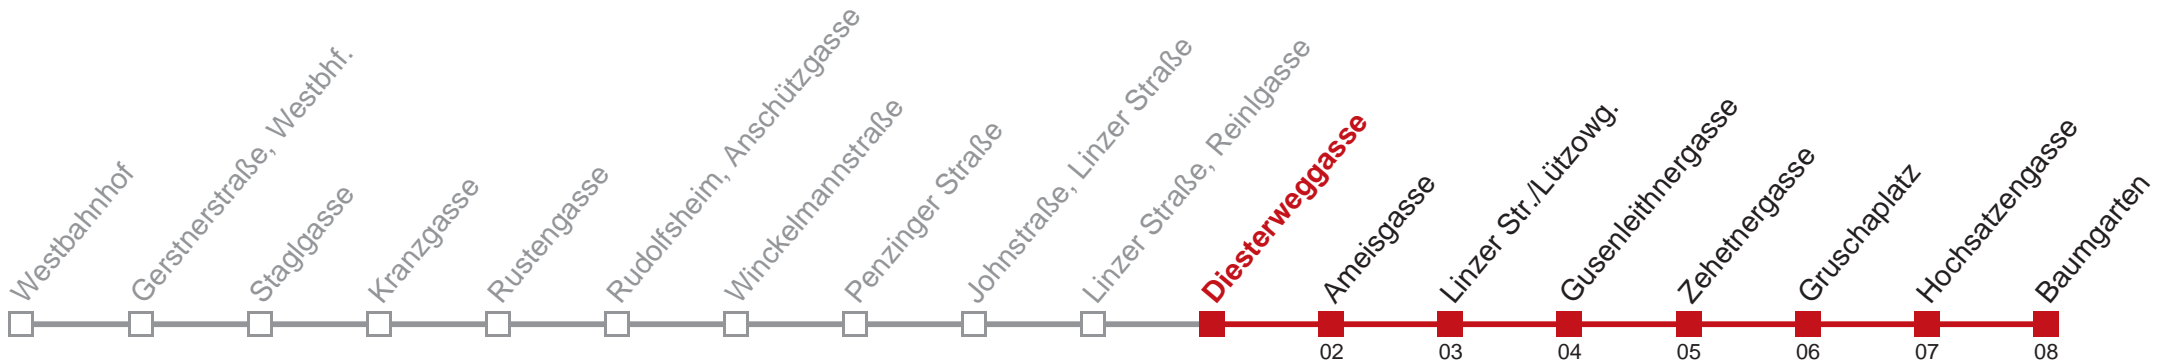 Westbahnhof
Gerstnerstraße, Westbhf.
Staglgasse
Kranzgasse
Rustengasse
Rudolfsheim, Anschützgasse
Winckelmannstraße
Penzinger Straße
Johnstraße, Linzer Straße
Linzer Straße, Reinlgasse
Diesterweggasse
Ameisgasse
Linzer Str./Lützowg.
Gusenleithnergasse
Zehetnergasse
Gruschaplatz
Hochsatzengasse
Baumgarten
02
03
04
05
06
07
08